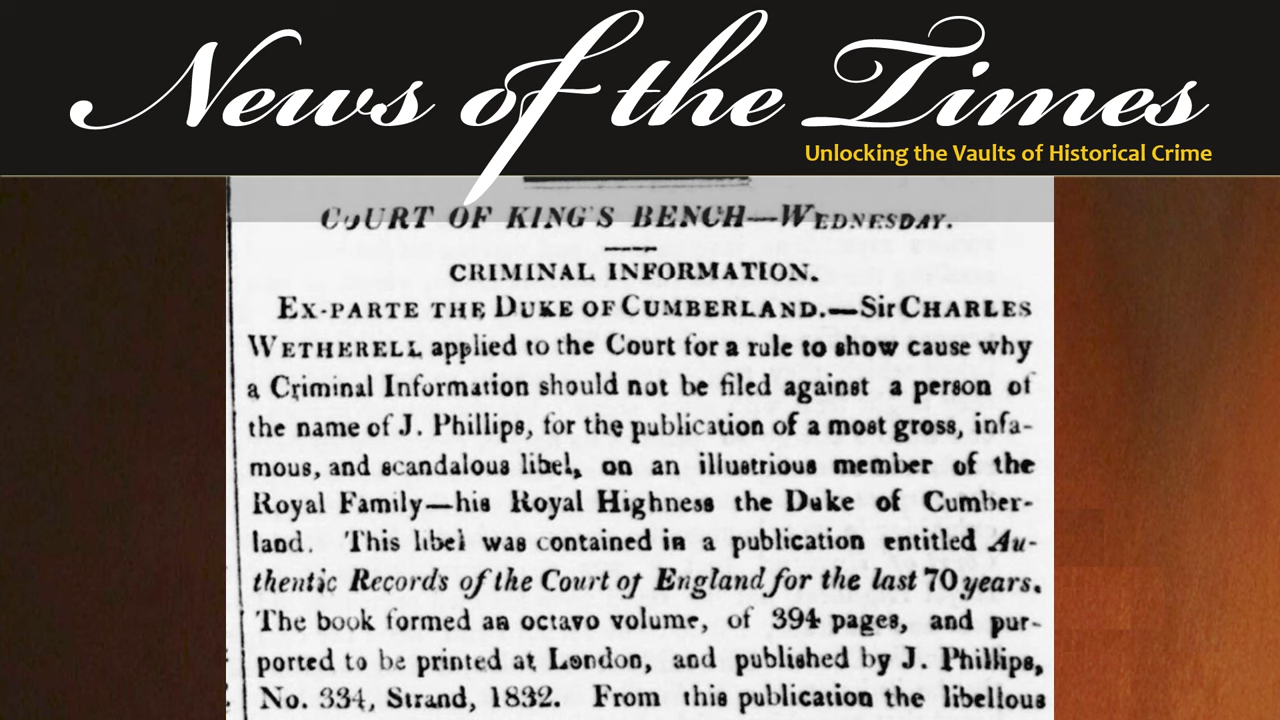 News of the Times
Unlocking the Vaults of Historical Crime
COURT OF KING'S BENCH—WEDNESDAY.
CRIMINAL INFORMATION.
EX-PARTE THE DUKE OF CUMBERLAND.—Sir CHARLES
WETHERELL applied to the Court for a rule to show cause why
a Criminal Information should not be filed against a person of
the name of J. Phillips, for the publication of a most gross, infa-
mous, and scandalous libel, on an illustrious member of the
Royal Family—his Royal Highness the Duke of Cumber-
land. This libel was contained in a publication entitled Au-
thentic Records of the Court of England for the last 70 years.
The book formed an octavo volume, of 394 pages, and pur-
ported to be printed at London, and published by J. Phillips,
No. 334, Strand, 1832. From this publication the libellous